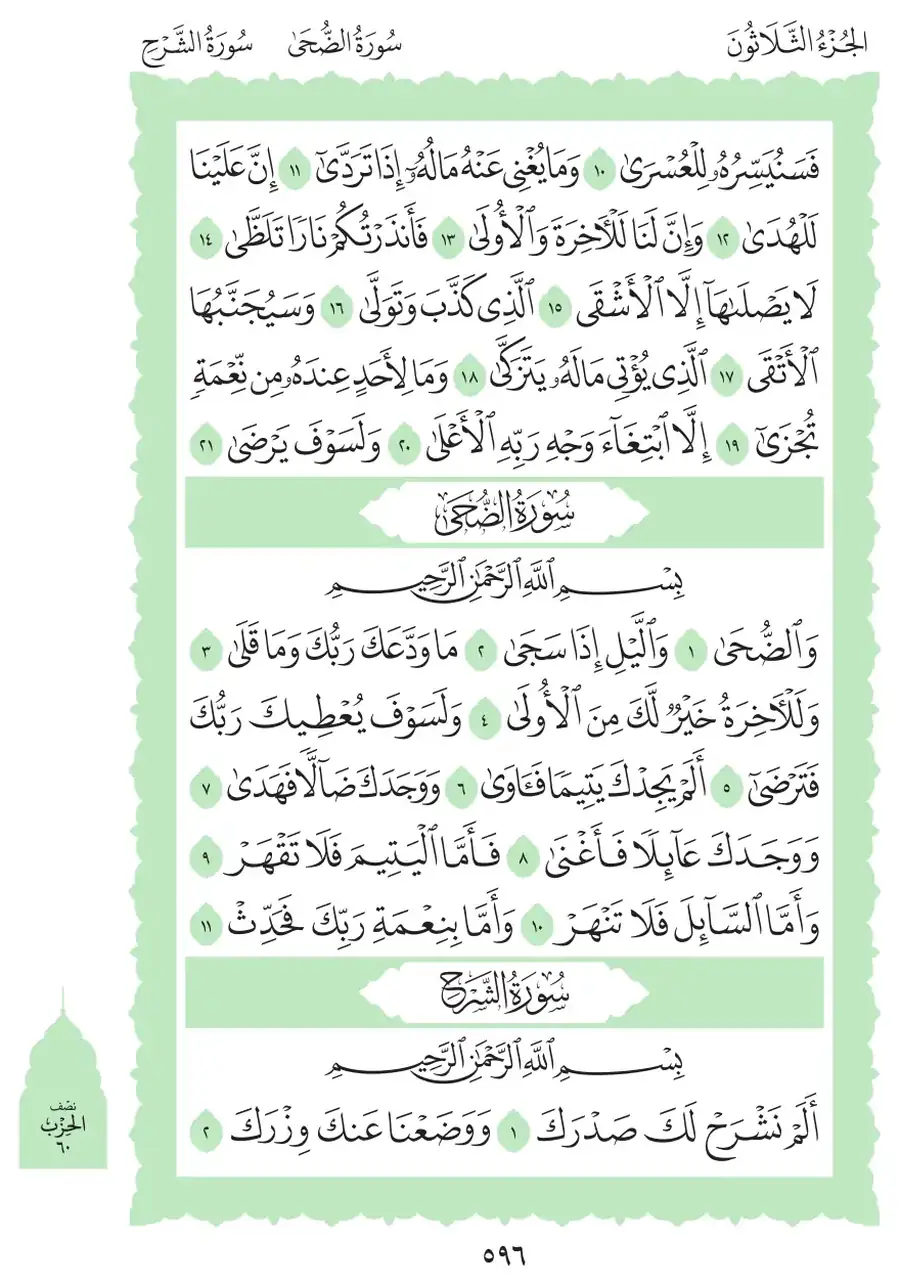 الجُزْءُ الثَّلَاثُونَ سُورَةُ الضُّحَىٰ سُورَةُ الشَّرْحِ
فَسَنُيَسِّرُهُۥ لِلْعُسْرَىٰ ١٠ وَمَا يُغْنِى عَنْهُ مَالُهُۥٓ إِذَا تَرَدَّىٰٓ ١١ إِنَّ عَلَيْنَا
لَلْهُدَىٰ ١٢ وَإِنَّ لَنَا لَلْـَٔاخِرَةَ وَٱلْأُولَىٰ ١٣ فَأَنذَرْتُكُمْ نَارًا تَلَظَّىٰ ١٤
لَا يَصْلَىٰهَآ إِلَّا ٱلْأَشْقَى ١٥ ٱلَّذِى كَذَّبَ وَتَوَلَّىٰ ١٦ وَسَيُجَنَّبُهَا
ٱلْأَتْقَى ١٧ ٱلَّذِى يُؤْتِى مَالَهُۥ يَتَزَكَّىٰ ١٨ وَمَا لِأَحَدٍ عِندَهُۥ مِن نِّعْمَةٍ
تُجْزَىٰٓ ١٩ إِلَّا ٱبْتِغَآءَ وَجْهِ رَبِّهِ ٱلْأَعْلَىٰ ٢٠ وَلَسَوْفَ يَرْضَىٰ ٢١
سُورَةُ الضُّحَىٰ
بِسْمِ ٱللَّهِ ٱلرَّحْمَٰنِ ٱلرَّحِيمِ
وَٱلضُّحَىٰ ١ وَٱلَّيْلِ إِذَا سَجَىٰ ٢ مَا وَدَّعَكَ رَبُّكَ وَمَا قَلَىٰ ٣
وَلَلْـَٔاخِرَةُ خَيْرٌ لَّكَ مِنَ ٱلْأُولَىٰ ٤ وَلَسَوْفَ يُعْطِيكَ رَبُّكَ
فَتَرْضَىٰٓ ٥ أَلَمْ يَجِدْكَ يَتِيمًا فَـَٔاوَىٰ ٦ وَوَجَدَكَ ضَآلًّا فَهَدَىٰ ٧
وَوَجَدَكَ عَآئِلًا فَأَغْنَىٰ ٨ فَأَمَّا ٱلْيَتِيمَ فَلَا تَقْهَرْ ٩
وَأَمَّا ٱلسَّآئِلَ فَلَا تَنْهَرْ ١٠ وَأَمَّا بِنِعْمَةِ رَبِّكَ فَحَدِّثْ ١١
سُورَةُ الشَّرْحِ
بِسْمِ ٱللَّهِ ٱلرَّحْمَٰنِ ٱلرَّحِيمِ
أَلَمْ نَشْرَحْ لَكَ صَدْرَكَ ١ وَوَضَعْنَا عَنكَ وِزْرَكَ ٢
نصف
الحِزْب
٦٠
٥٩٦